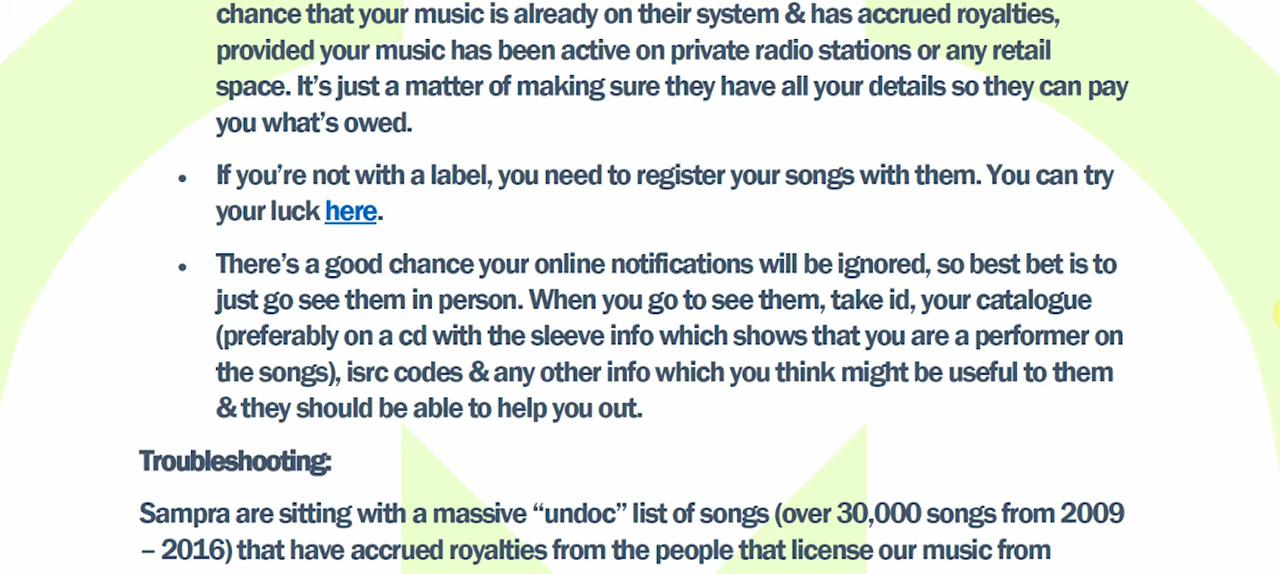 chance that your music is already on their system & has accrued royalties,
provided your music has been active on private radio stations or any retail
space. It’s just a matter of making sure they have all your details so they can pay
you what’s owed.
• If you’re not with a label, you need to register your songs with them. You can try
your luck here.
• There’s a good chance your online notifications will be ignored, so best bet is to
just go see them in person. When you go to see them, take id, your catalogue
(preferably on a cd with the sleeve info which shows that you are a performer on
the songs), isrc codes & any other info which you think might be useful to them
& they should be able to help you out.
Troubleshooting:
Sampra are sitting with a massive “undoc” list of songs (over 30,000 songs from 2009
– 2016) that have accrued royalties from the people that license our music from